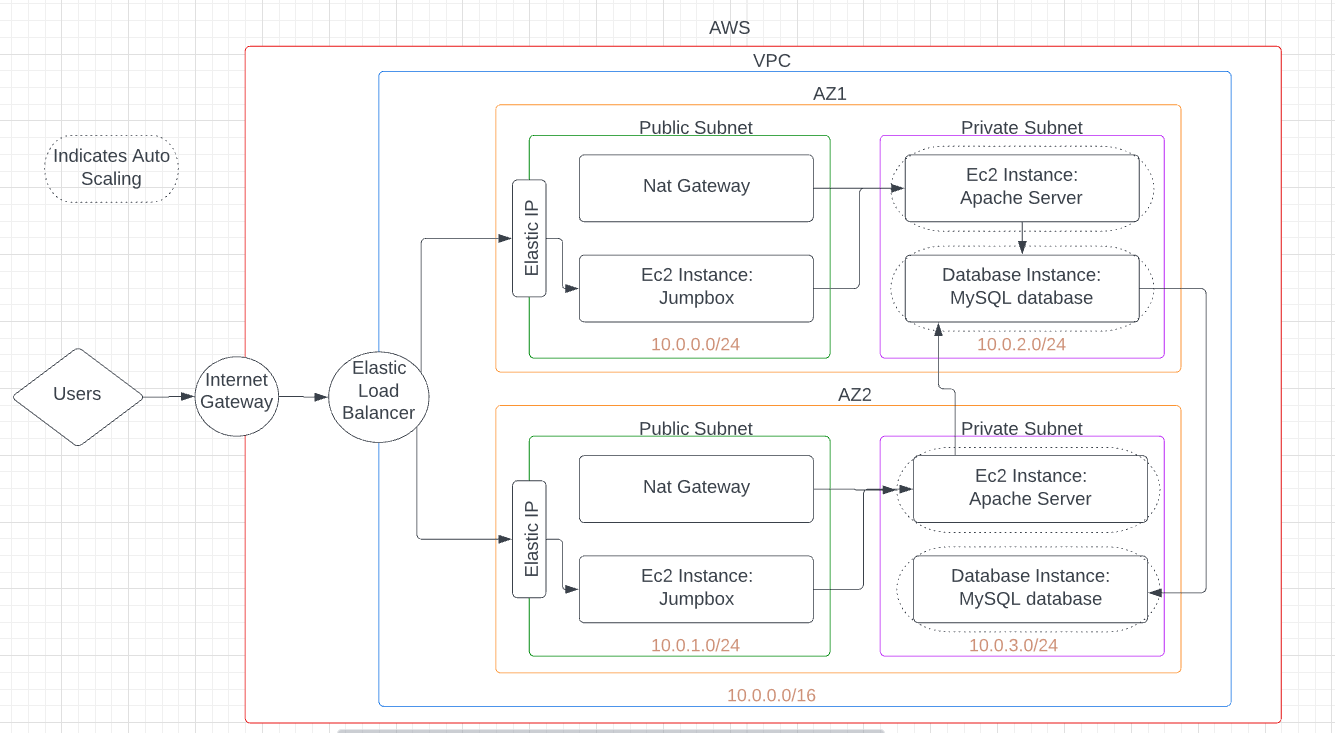 AWS
VPC
AZ1
Indicates Auto
Scaling
Public Subnet
Nat Gateway
Elastic IP
Ec2 Instance:
Jumpbox
10.0.0.0/24
Private Subnet
Ec2 Instance:
Apache Server
Database Instance:
MySQL database
10.0.2.0/24
Users
Internet
Gateway
Elastic
Load
Balancer
AZ2
Public Subnet
Nat Gateway
Elastic IP
Ec2 Instance:
Jumpbox
10.0.1.0/24
Private Subnet
Ec2 Instance:
Apache Server
Database Instance:
MySQL database
10.0.3.0/24
10.0.0.0/16